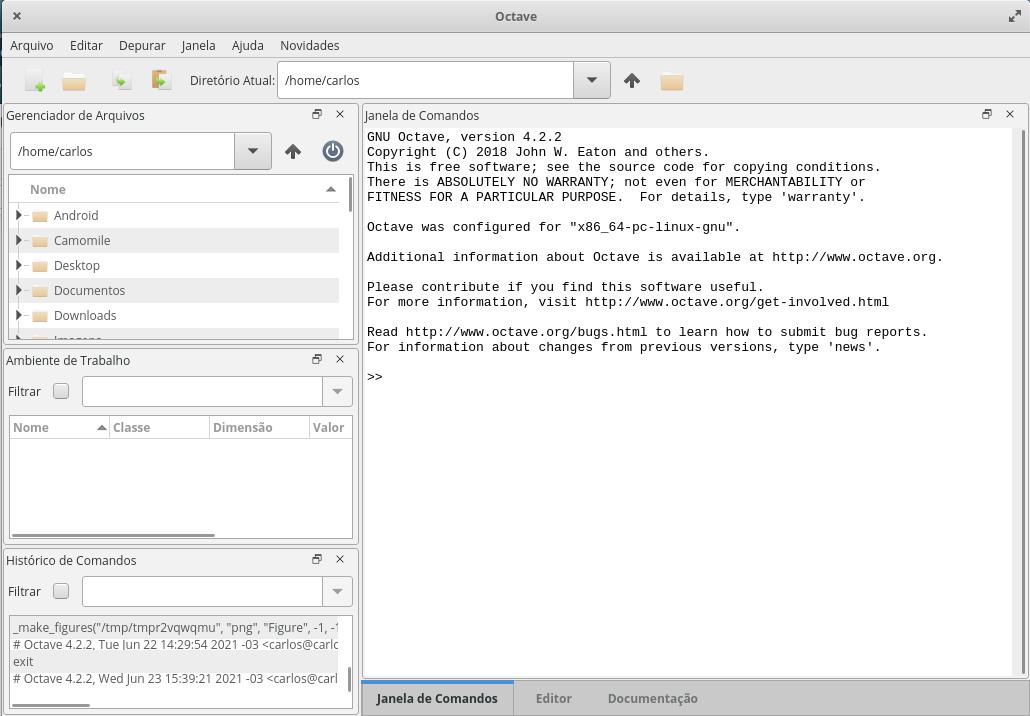 Octave
Arquivo Editar Depurar Janela Ajuda Novidades
Diretório Atual: /home/carlos
Gerenciador de Arquivos
/home/carlos
Nome
Android
Camomile
Desktop
Documentos
Downloads
Imagens
Ambiente de Trabalho
Filtrar
Nome Classe Dimensão Valor
Histórico de Comandos
Filtrar
_make_figures("/tmp/tmpr2vqwqmu", "png", "Figure", -1, -1
# Octave 4.2.2, Tue Jun 22 14:29:54 2021 -03 <carlos@carlo
exit
# Octave 4.2.2, Wed Jun 23 15:39:21 2021 -03 <carlos@carl
Janela de Comandos
GNU Octave, version 4.2.2
Copyright (C) 2018 John W. Eaton and others.
This is free software; see the source code for copying conditions.
There is ABSOLUTELY NO WARRANTY; not even for MERCHANTABILITY or
FITNESS FOR A PARTICULAR PURPOSE.  For details, type 'warranty'.
Octave was configured for "x86_64-pc-linux-gnu".
Additional information about Octave is available at http://www.octave.org.
Please contribute if you find this software useful.
For more information, visit http://www.octave.org/get-involved.html
Read http://www.octave.org/bugs.html to learn how to submit bug reports.
For information about changes from previous versions, type 'news'.
>>
Janela de Comandos Editor Documentação